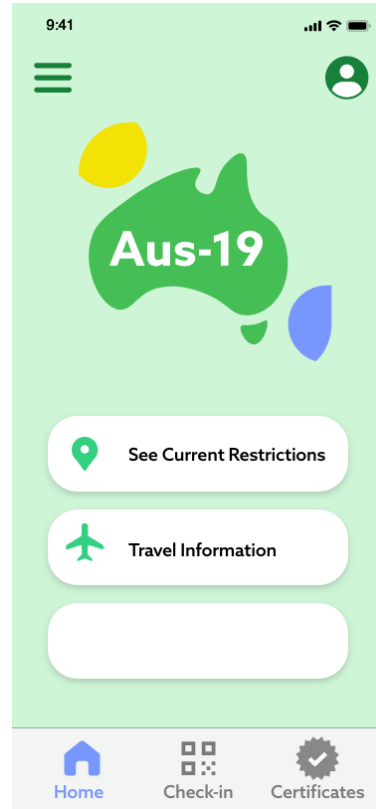 9:41
Aus-19
See Current Restrictions
Travel Information
Home Check-in Certificates